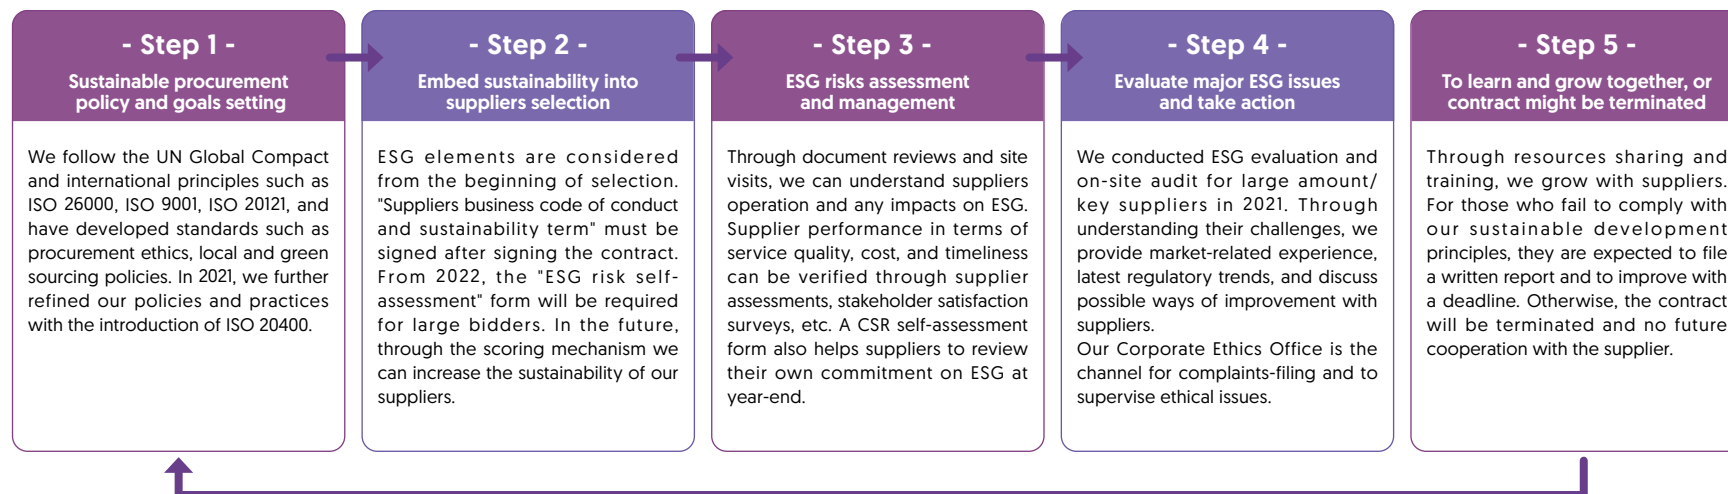 - Step 1 -
Sustainable procurement
policy and goals setting
We follow the UN Global Compact
and international principles such as
ISO 26000, ISO 9001, ISO 20121, and
have developed standards such as
procurement ethics, local and green
sourcing policies. In 2021, we further
refined our policies and practices
with the introduction of ISO 20400.
- Step 2 -
Embed sustainability into
suppliers selection
ESG elements are considered
from the beginning of selection.
"Suppliers business code of conduct
and sustainability term" must be
signed after signing the contract.
From 2022, the "ESG risk self-
assessment" form will be required
for large bidders. In the future,
through the scoring mechanism we
can increase the sustainability of our
suppliers.
- Step 3 -
ESG risks assessment
and management
Through document reviews and site
visits, we can understand suppliers
operation and any impacts on ESG.
Supplier performance in terms of
service quality, cost, and timeliness
can be verified through supplier
assessments, stakeholder satisfaction
surveys, etc. A CSR self-assessment
form also helps suppliers to review
their own commitment on ESG at
year-end.
- Step 4 -
Evaluate major ESG issues
and take action
We conducted ESG evaluation and
on-site audit for large amount/
key suppliers in 2021. Through
understanding their challenges, we
provide market-related experience,
latest regulatory trends, and discuss
possible ways of improvement with
suppliers.
Our Corporate Ethics Office is the
channel for complaints-filing and to
supervise ethical issues.
- Step 5 -
To learn and grow together, or
contract might be terminated
Through resources sharing and
training, we grow with suppliers.
For those who fail to comply with
our sustainable development
principles, they are expected to file
a written report and to improve with
a deadline. Otherwise, the contract
will be terminated and no future
cooperation with the supplier.